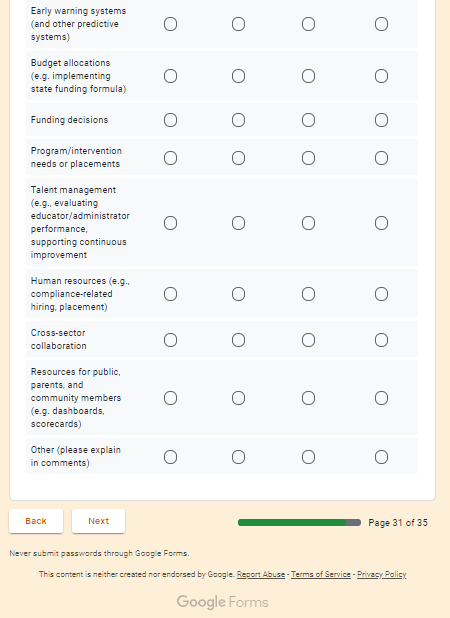 Early warning systems
(and other predictive
systems)
Budget allocations
(e.g. implementing
state funding formula)
Funding decisions
Program/intervention
needs or placements
Talent management
(e.g., evaluating
educator/administrator
performance,
supporting continuous
improvement
Human resources (e.g.,
compliance-related
hiring, placement)
Cross-sector
collaboration
Resources for public,
parents, and
community members
(e.g. dashboards,
scorecards)
Other (please explain
in comments)
Back Next Page 31 of 35
Never submit passwords through Google Forms.
This content is neither created nor endorsed by Google. Report Abuse - Terms of Service - Privacy Policy
Google Forms